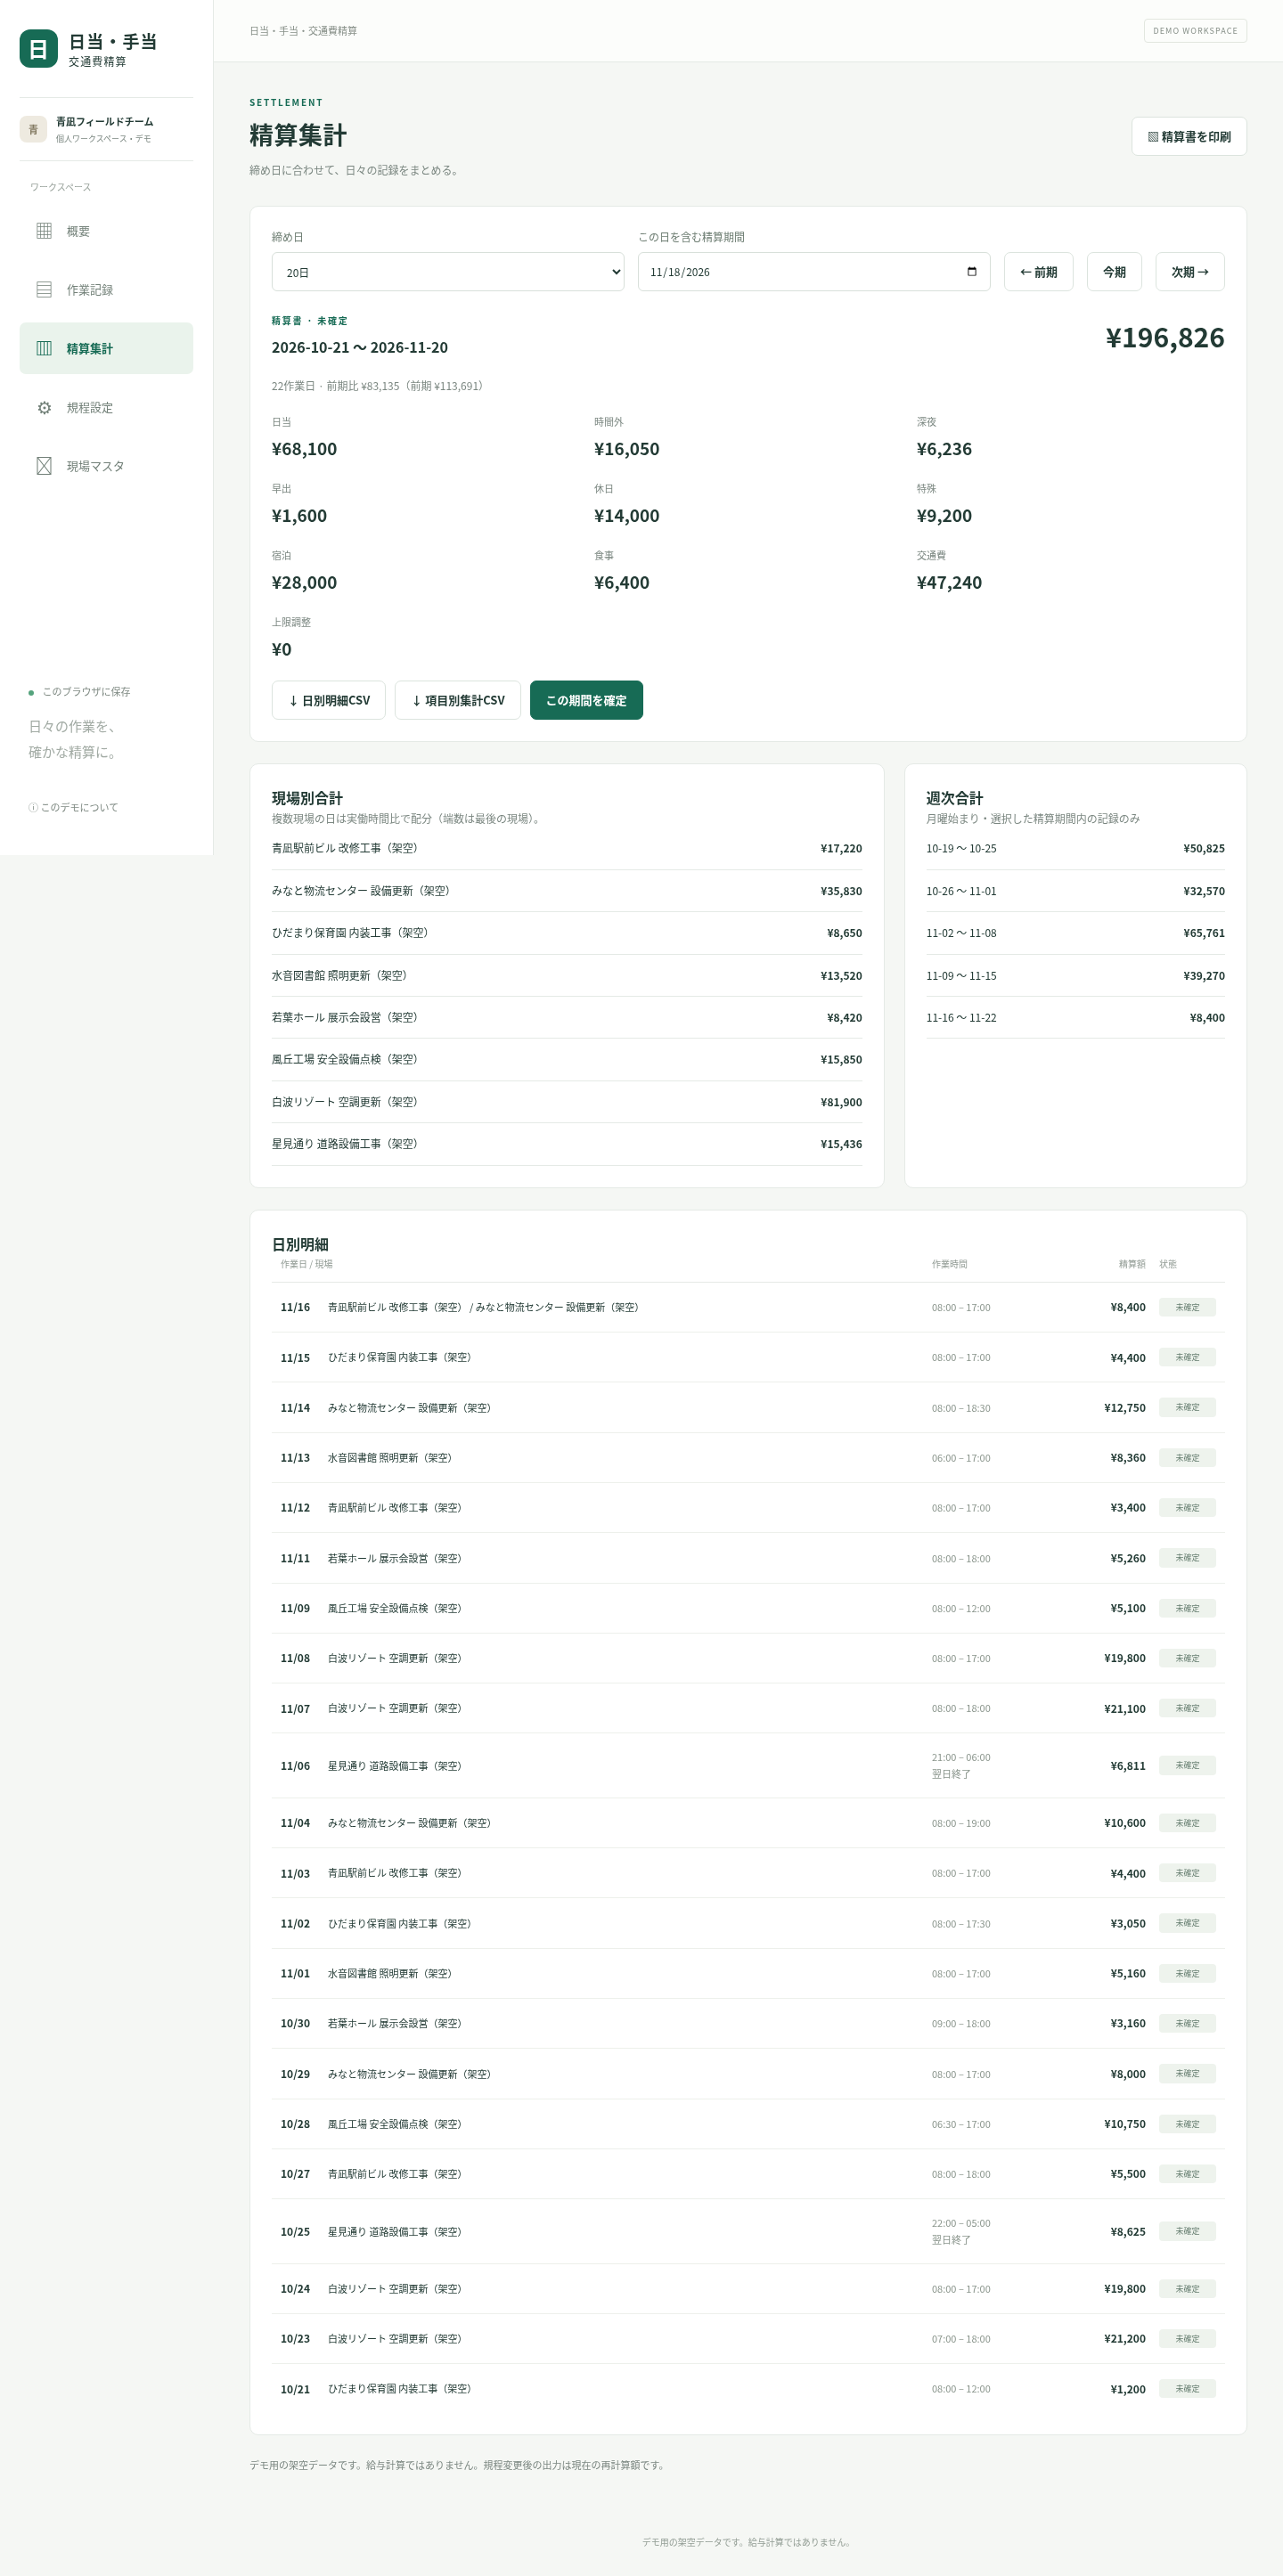 日
日当・手当
交通費精算
青
青凪フィールドチーム
個人ワークスペース・デモ
ワークスペース
概要
作業記録
精算集計
規程設定
現場マスタ
このブラウザに保存
日々の作業を、
確かな精算に。
ⓘ このデモについて
日当・手当・交通費精算
DEMO WORKSPACE
SETTLEMENT
精算集計
締め日に合わせて、日々の記録をまとめる。
▧ 精算書を印刷
締め日
20日
この日を含む精算期間
11/18/2026
← 前期
今期
次期 →
精算書 · 未確定
2026-10-21 〜 2026-11-20
¥196,826
22作業日 · 前期比 ¥83,135（前期 ¥113,691）
日当
¥68,100
時間外
¥16,050
深夜
¥6,236
早出
¥1,600
休日
¥14,000
特殊
¥9,200
宿泊
¥28,000
食事
¥6,400
交通費
¥47,240
上限調整
¥0
↓ 日別明細CSV
↓ 項目別集計CSV
この期間を確定
現場別合計
複数現場の日は実働時間比で配分（端数は最後の現場）。
青凪駅前ビル 改修工事（架空） ¥17,220
みなと物流センター 設備更新（架空） ¥35,830
ひだまり保育園 内装工事（架空） ¥8,650
水音図書館 照明更新（架空） ¥13,520
若葉ホール 展示会設営（架空） ¥8,420
風丘工場 安全設備点検（架空） ¥15,850
白波リゾート 空調更新（架空） ¥81,900
星見通り 道路設備工事（架空） ¥15,436
週次合計
月曜始まり・選択した精算期間内の記録のみ
10-19 〜 10-25 ¥50,825
10-26 〜 11-01 ¥32,570
11-02 〜 11-08 ¥65,761
11-09 〜 11-15 ¥39,270
11-16 〜 11-22 ¥8,400
日別明細
作業日 / 現場 作業時間 精算額 状態
11/16 青凪駅前ビル 改修工事（架空） / みなと物流センター 設備更新（架空） 08:00 – 17:00 ¥8,400 未確定
11/15 ひだまり保育園 内装工事（架空） 08:00 – 17:00 ¥4,400 未確定
11/14 みなと物流センター 設備更新（架空） 08:00 – 18:30 ¥12,750 未確定
11/13 水音図書館 照明更新（架空） 06:00 – 17:00 ¥8,360 未確定
11/12 青凪駅前ビル 改修工事（架空） 08:00 – 17:00 ¥3,400 未確定
11/11 若葉ホール 展示会設営（架空） 08:00 – 18:00 ¥5,260 未確定
11/09 風丘工場 安全設備点検（架空） 08:00 – 12:00 ¥5,100 未確定
11/08 白波リゾート 空調更新（架空） 08:00 – 17:00 ¥19,800 未確定
11/07 白波リゾート 空調更新（架空） 08:00 – 18:00 ¥21,100 未確定
11/06 星見通り 道路設備工事（架空） 21:00 – 06:00 翌日終了 ¥6,811 未確定
11/04 みなと物流センター 設備更新（架空） 08:00 – 19:00 ¥10,600 未確定
11/03 青凪駅前ビル 改修工事（架空） 08:00 – 17:00 ¥4,400 未確定
11/02 ひだまり保育園 内装工事（架空） 08:00 – 17:30 ¥3,050 未確定
11/01 水音図書館 照明更新（架空） 08:00 – 17:00 ¥5,160 未確定
10/30 若葉ホール 展示会設営（架空） 09:00 – 18:00 ¥3,160 未確定
10/29 みなと物流センター 設備更新（架空） 08:00 – 17:00 ¥8,000 未確定
10/28 風丘工場 安全設備点検（架空） 06:30 – 17:00 ¥10,750 未確定
10/27 青凪駅前ビル 改修工事（架空） 08:00 – 18:00 ¥5,500 未確定
10/25 星見通り 道路設備工事（架空） 22:00 – 05:00 翌日終了 ¥8,625 未確定
10/24 白波リゾート 空調更新（架空） 08:00 – 17:00 ¥19,800 未確定
10/23 白波リゾート 空調更新（架空） 07:00 – 18:00 ¥21,200 未確定
10/21 ひだまり保育園 内装工事（架空） 08:00 – 12:00 ¥1,200 未確定
デモ用の架空データです。給与計算ではありません。規程変更後の出力は現在の再計算額です。
デモ用の架空データです。給与計算ではありません。